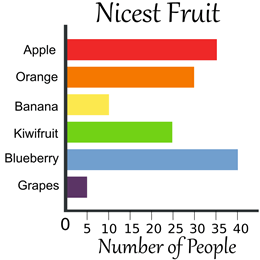 Nicest Fruit
Apple
Orange
Banana
Kiwifruit
Blueberry
Grapes
0 5 10 15 20 25 30 35 40
Number of People